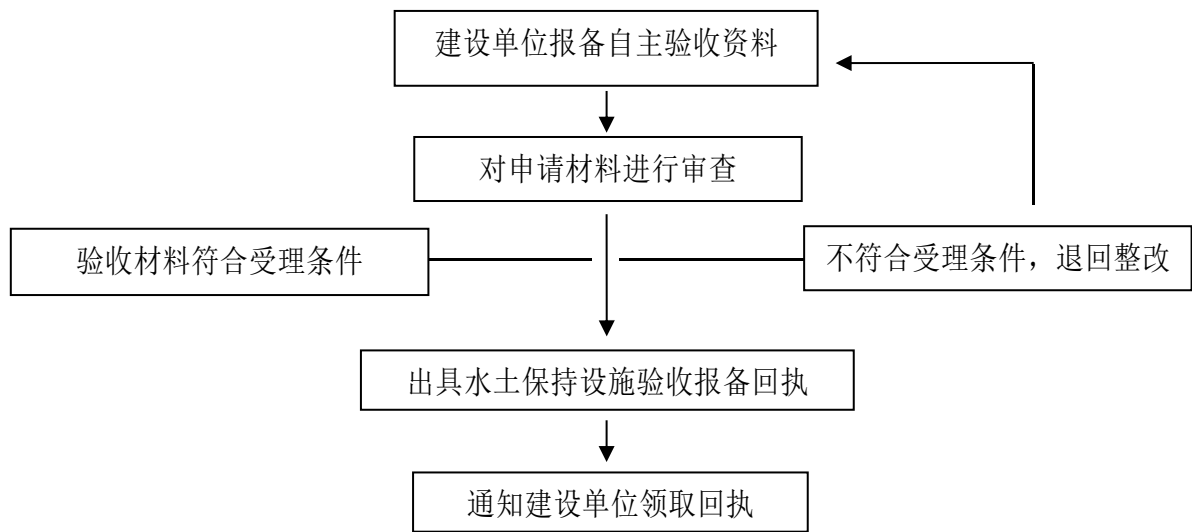 建设单位报备自主验收资料
对申请材料进行审查
验收材料符合受理条件
不符合受理条件，退回整改
出具水土保持设施验收报备回执
通知建设单位领取回执